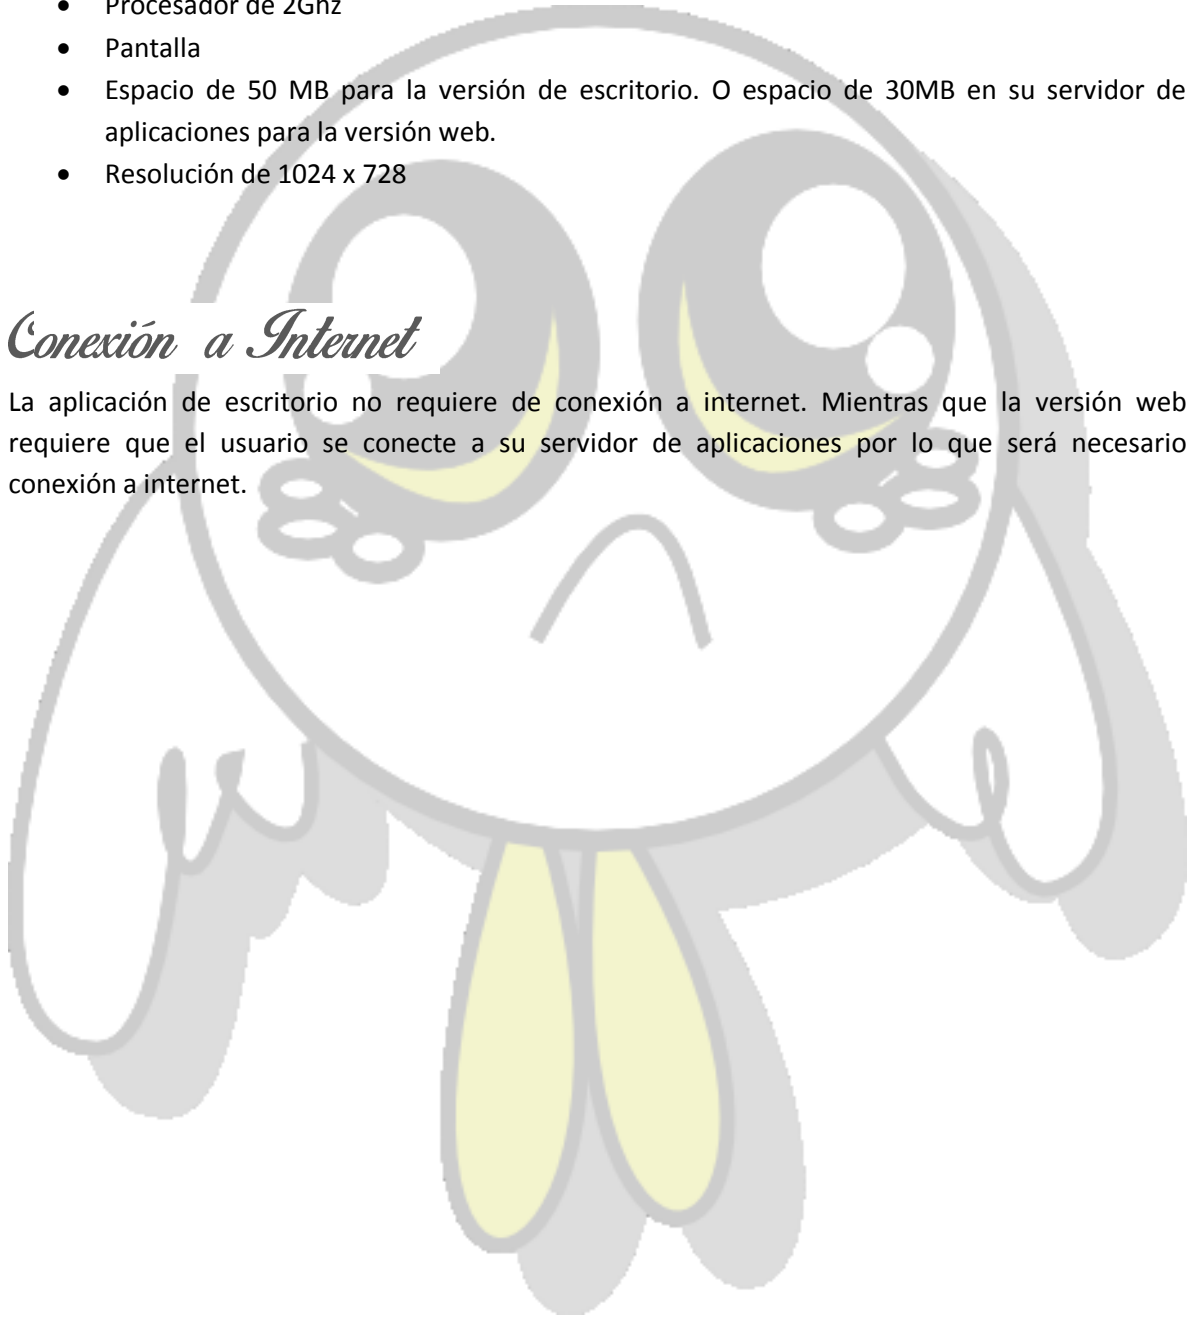 • Procesador de 2Ghz
• Pantalla
• Espacio de 50 MB para la versión de escritorio. O espacio de 30MB en su servidor de
aplicaciones para la versión web.
• Resolución de 1024 x 728
Conexión a Internet
La aplicación de escritorio no requiere de conexión a internet. Mientras que la versión web
requiere que el usuario se conecte a su servidor de aplicaciones por lo que será necesario
conexión a internet.